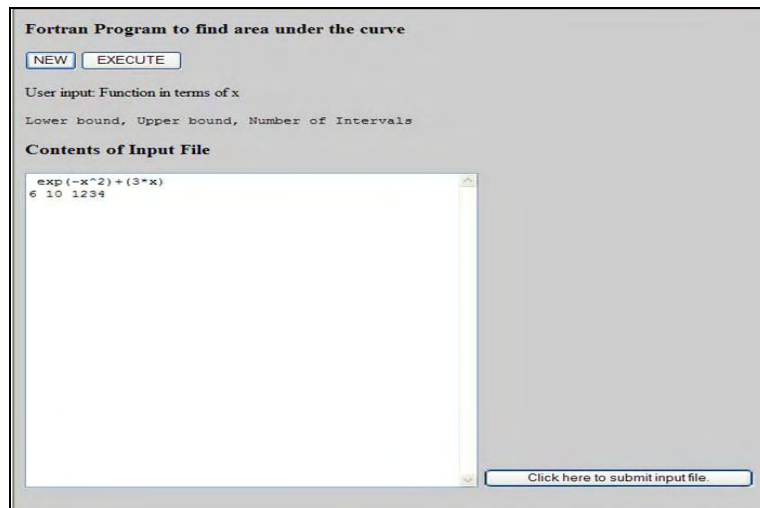 Fortran Program to find area under the curve
NEW EXECUTE
User input: Function in terms of x
Lower bound, Upper bound, Number of Intervals
Contents of Input File
exp(-x^2)+(3*x)
6 10 1234
Click here to submit input file.